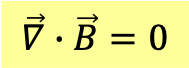 ∇⃗ · B⃗ = 0